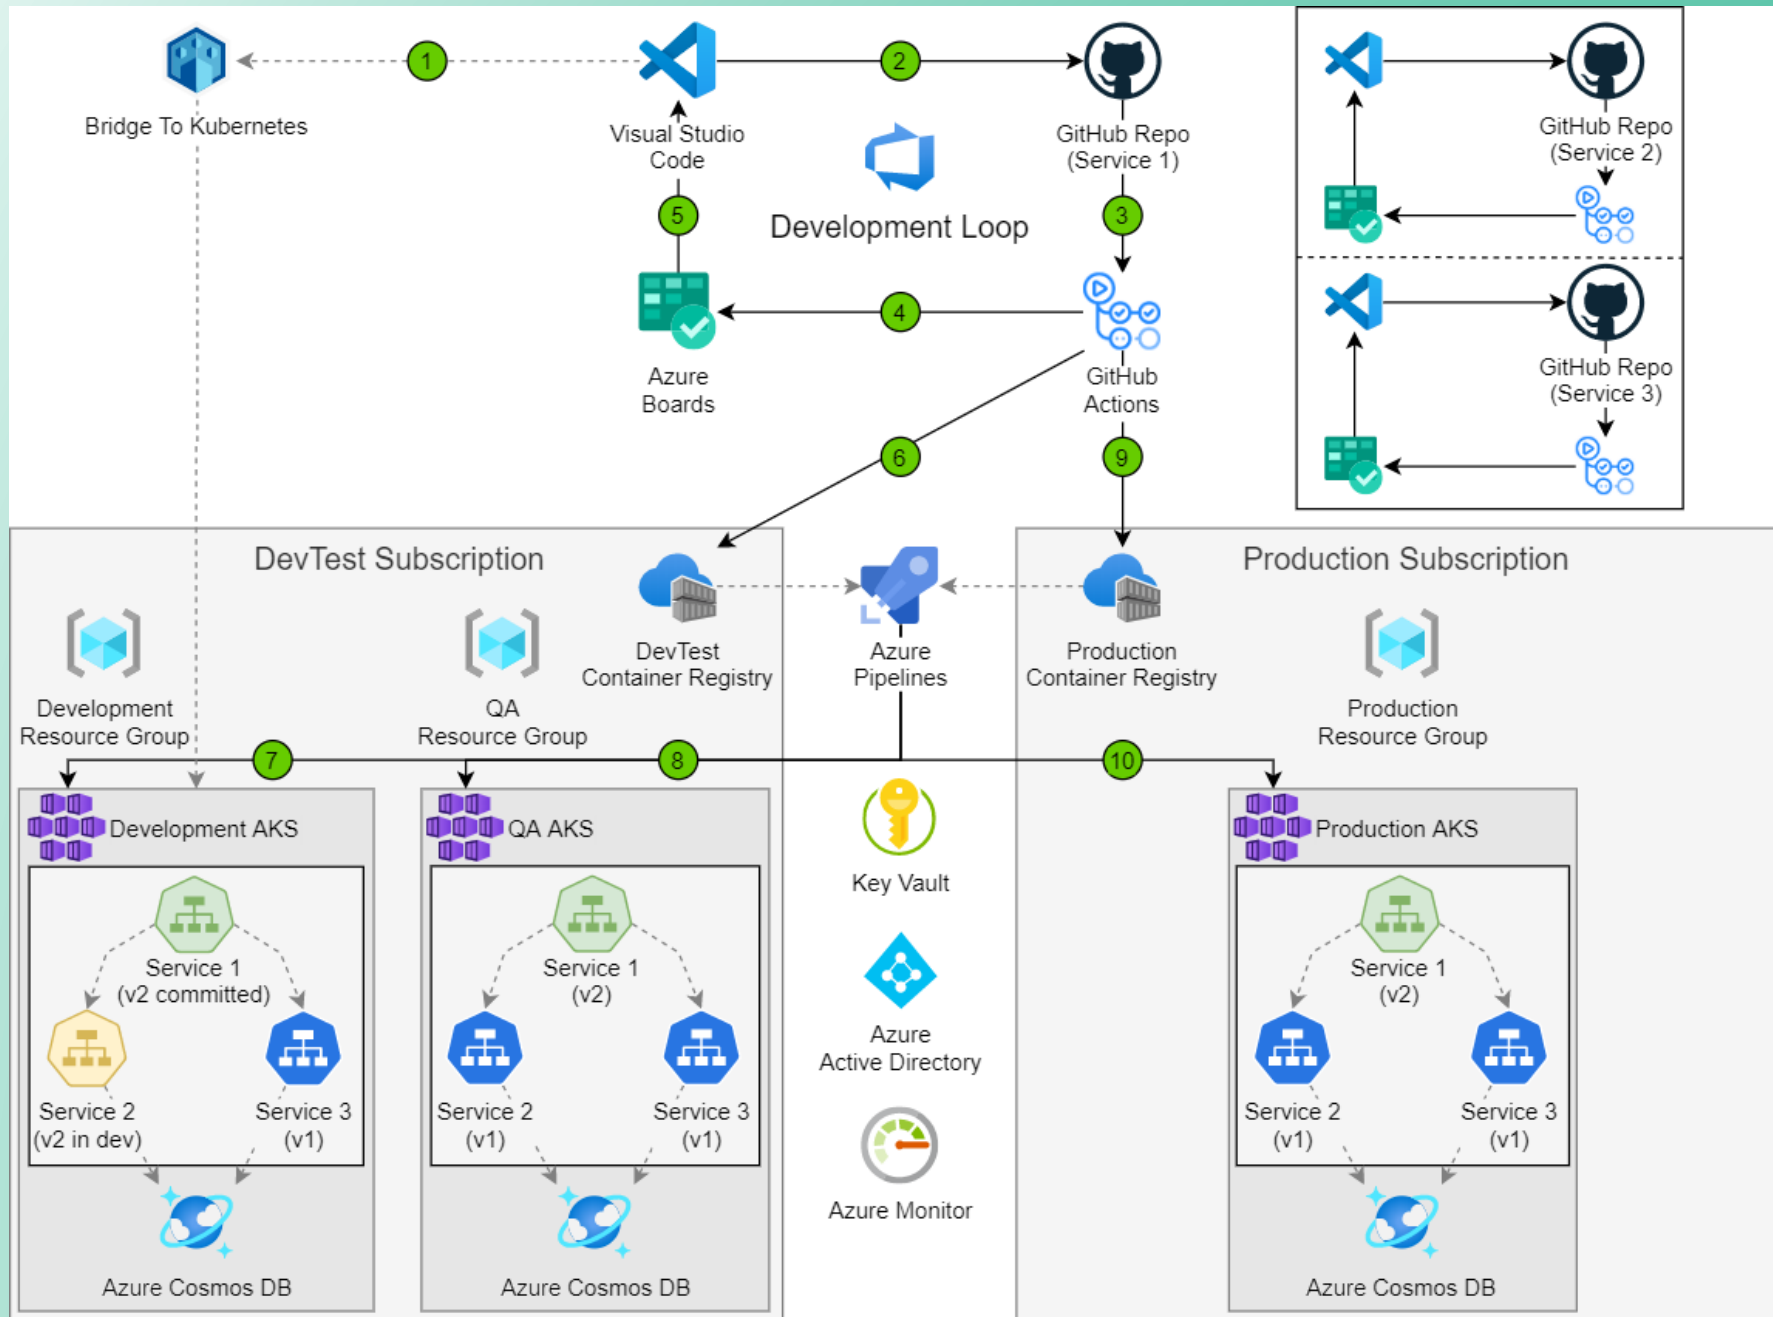 1
2
Bridge To Kubernetes
Visual Studio
Code
GitHub Repo
(Service 1)
GitHub Repo
(Service 2)
5
Development Loop
3
4
Azure
Boards
GitHub
Actions
GitHub Repo
(Service 3)
6
9
DevTest Subscription
Production Subscription
DevTest
Container Registry
Azure
Pipelines
Production
Container Registry
Development
Resource Group
QA
Resource Group
Production
Resource Group
7
8
10
Development AKS
QA AKS
Production AKS
Key Vault
Service 1
(v2 committed)
Service 2
(v2 in dev)
Service 3
(v1)
Azure Cosmos DB
Service 1
(v2)
Service 2
(v1)
Service 3
(v1)
Azure Cosmos DB
Azure
Active Directory
Azure Monitor
Service 1
(v2)
Service 2
(v1)
Service 3
(v1)
Azure Cosmos DB